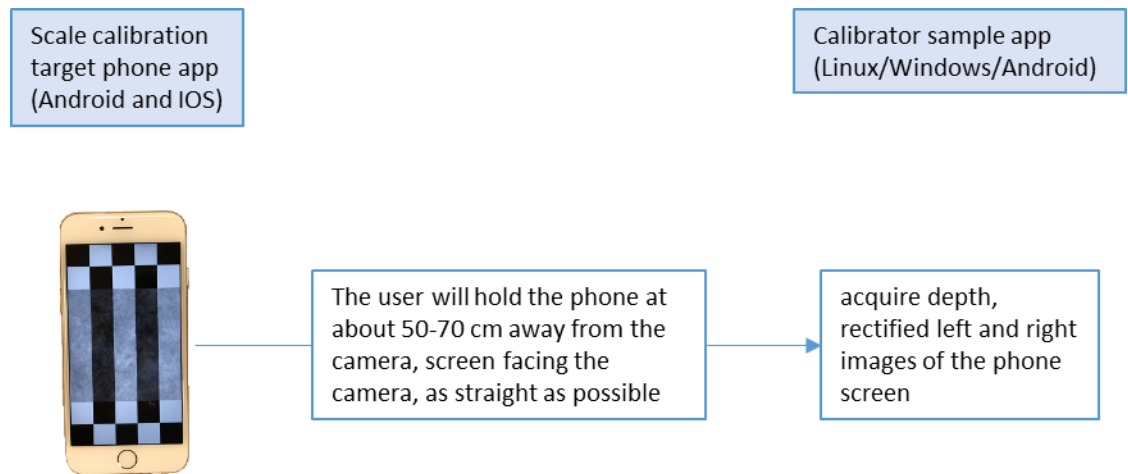 Scale calibration
target phone app
(Android and IOS)
Calibrator sample app
(Linux/Windows/Android)
The user will hold the phone at
about 50-70 cm away from the
camera, screen facing the
camera, as straight as possible
acquire depth,
rectified left and right
images of the phone
screen